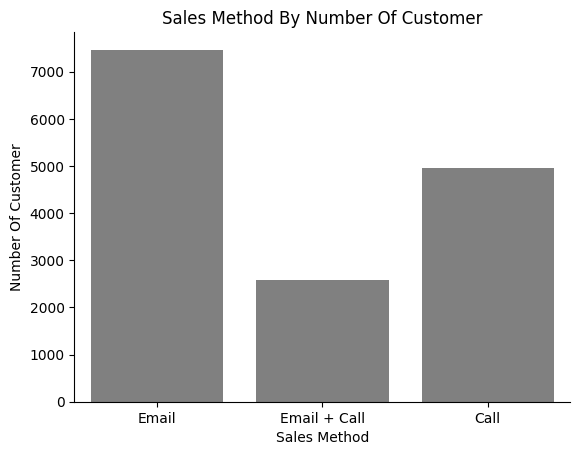 Sales Method By Number Of Customer
Number Of Customer
7000
6000
5000
4000
3000
2000
1000
0
Email
Email + Call
Call
Sales Method